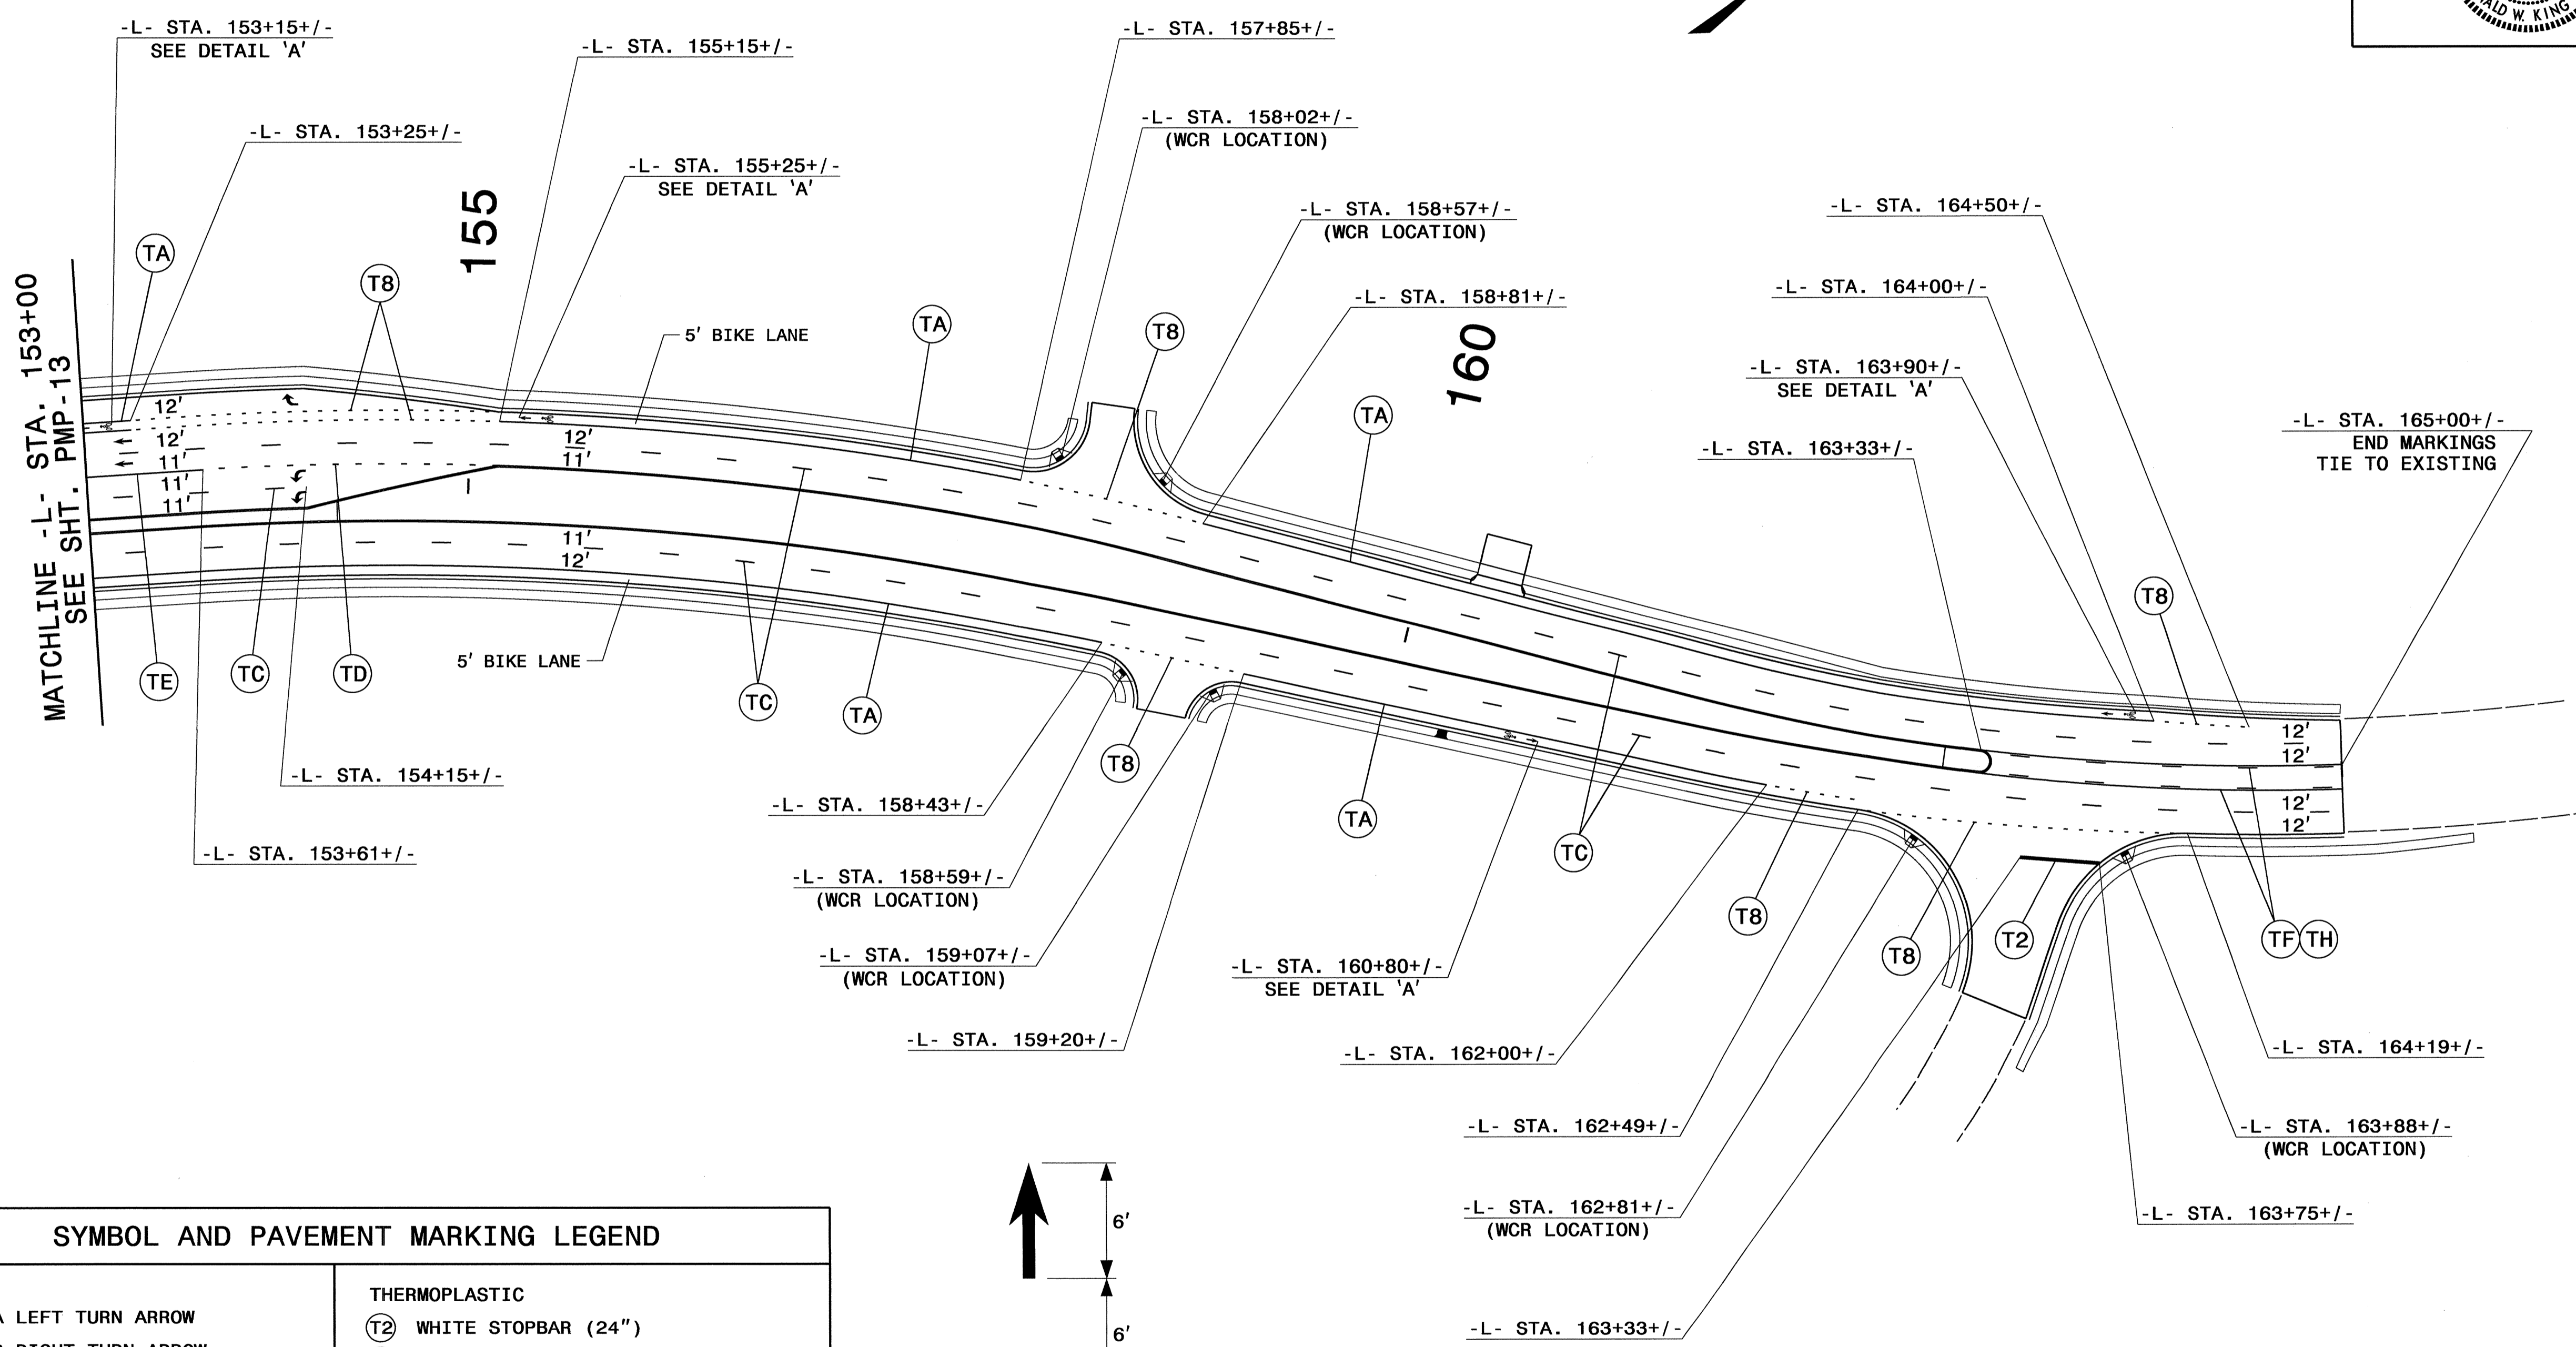 -L- STA. 153+15+/-
SEE DETAIL 'A'
-L- STA. 155+15+/-
-L- STA. 157+85+/-
ALD W. KING
-L- STA. 153+25+/-
-L- STA. 158+02+/-
(WCR LOCATION)
-L- STA. 155+25+/-
SEE DETAIL 'A'
155
-L- STA. 158+57+/-
(WCR LOCATION)
-L- STA. 164+50+/-
TA
T8
-L- STA. 158+81+/-
-L- STA. 164+00+/-
5' BIKE LANE
TA
T8
160
-L- STA. 163+90+/-
SEE DETAIL 'A'
TA
-L- STA. 163+33+/-
-L- STA. 165+00+/-
END MARKINGS
TIE TO EXISTING
MATCHLINE -L- STA. 153+00
SEE SHT. PMP-13
12'
12'
11'
11'
11'
12'
11'
11'
12'
T8
5' BIKE LANE
TE
TC
TD
TC
TA
T8
TA
TC
12'
12'
12'
12'
-L- STA. 154+15+/-
-L- STA. 158+43+/-
-L- STA. 153+61+/-
-L- STA. 158+59+/-
(WCR LOCATION)
T8
T8
T2
TF TH
-L- STA. 159+07+/-
(WCR LOCATION)
-L- STA. 160+80+/-
SEE DETAIL 'A'
-L- STA. 159+20+/-
-L- STA. 162+00+/-
-L- STA. 164+19+/-
-L- STA. 162+49+/-
-L- STA. 163+88+/-
(WCR LOCATION)
-L- STA. 162+81+/-
(WCR LOCATION)
-L- STA. 163+75+/-
-L- STA. 163+33+/-
SYMBOL AND PAVEMENT MARKING LEGEND
LEFT TURN ARROW
RIGHT TURN ARROW
THERMOPLASTIC
T2 WHITE STOPBAR (24")
6'
6'